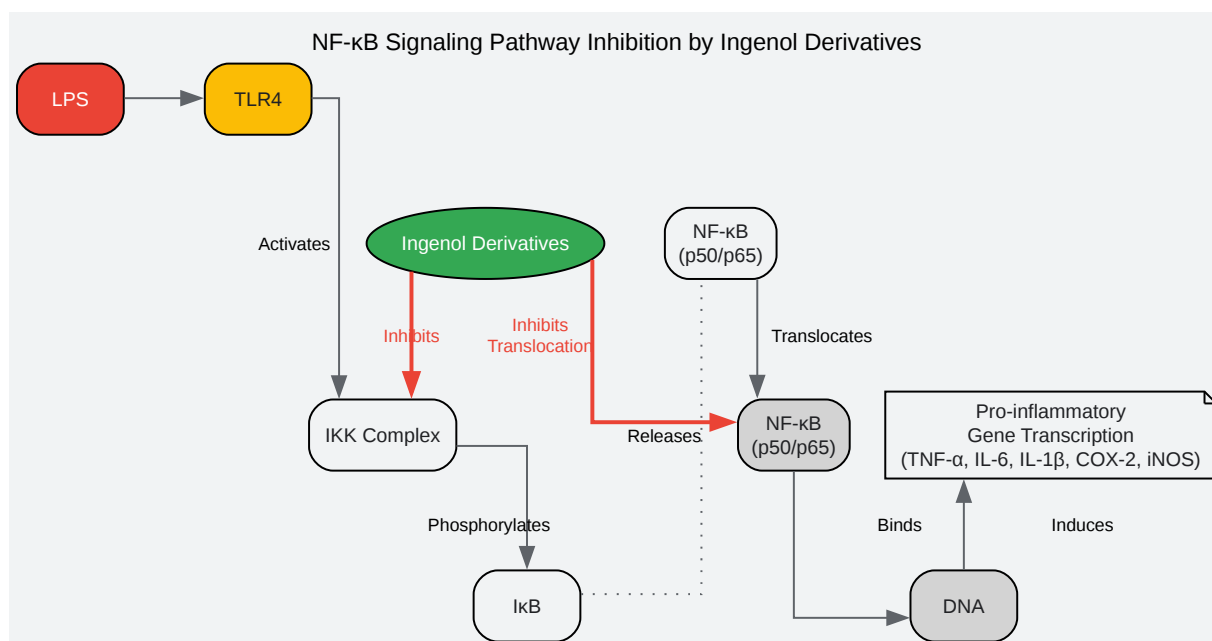 NF-κB Signaling Pathway Inhibition by Ingenol Derivatives
LPS
TLR4
Activates
Ingenol Derivatives
NF-κB
(p50/p65)
Inhibits
Inhibits
Translocation
Translocates
IKK Complex
Releases
NF-κB
(p50/p65)
Pro-inflammatory
Gene Transcription
(TNF-α, IL-6, IL-1β, COX-2, iNOS)
Phosphorylates
Binds
Induces
IκB
DNA